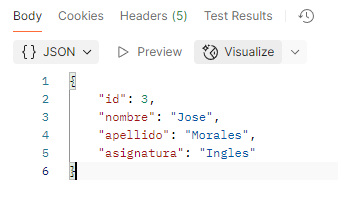 Body Cookies Headers (5) Test Results
{} JSON Preview Visualize
1 {
2 "id": 3,
3 "nombre": "Jose",
4 "apellido": "Morales",
5 "asignatura": "Ingles"
6 }